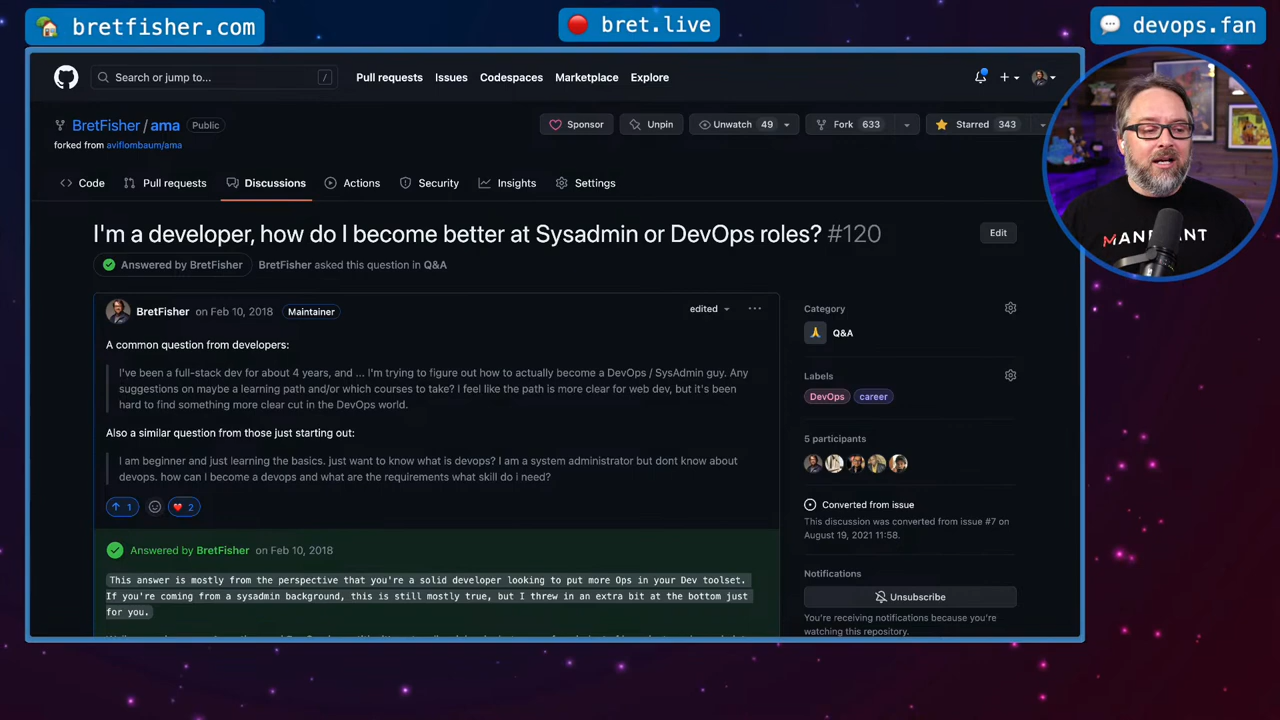 bretfisher.com
bret.live
devops.fan
Search or jump to...
/
Pull requests
Issues
Codespaces
Marketplace
Explore
BretFisher / ama
Public
forked from aviflombaum/ama
Sponsor
Unpin
Unwatch 49
Fork 633
Starred 343
Code
Pull requests
Discussions
Actions
Security
Insights
Settings
I'm a developer, how do I become better at Sysadmin or DevOps roles? #120
Edit
Answered by BretFisher
BretFisher asked this question in Q&A
BretFisher on Feb 10, 2018
Maintainer
edited
A common question from developers:
I've been a full-stack dev for about 4 years, and ... I'm trying to figure out how to actually become a DevOps / SysAdmin guy. Any
suggestions on maybe a learning path and/or which courses to take? I feel like the path is more clear for web dev, but it's been
hard to find something more clear cut in the DevOps world.
Also a similar question from those just starting out:
I am beginner and just learning the basics. just want to know what is devops? I am a system administrator but dont know about
devops. how can I become a devops and what are the requirements what skill do i need?
1
2
Answered by BretFisher on Feb 10, 2018
This answer is mostly from the perspective that you're a solid developer looking to put more Ops in your Dev toolset.
If you're coming from a sysadmin background, this is still mostly true, but I threw in an extra bit at the bottom just
for you.
Category
Q&A
Labels
DevOps
career
5 participants
Converted from issue
This discussion was converted from issue #7 on
August 19, 2021 11:58.
Notifications
Unsubscribe
You're receiving notifications because you're
watching this repository.